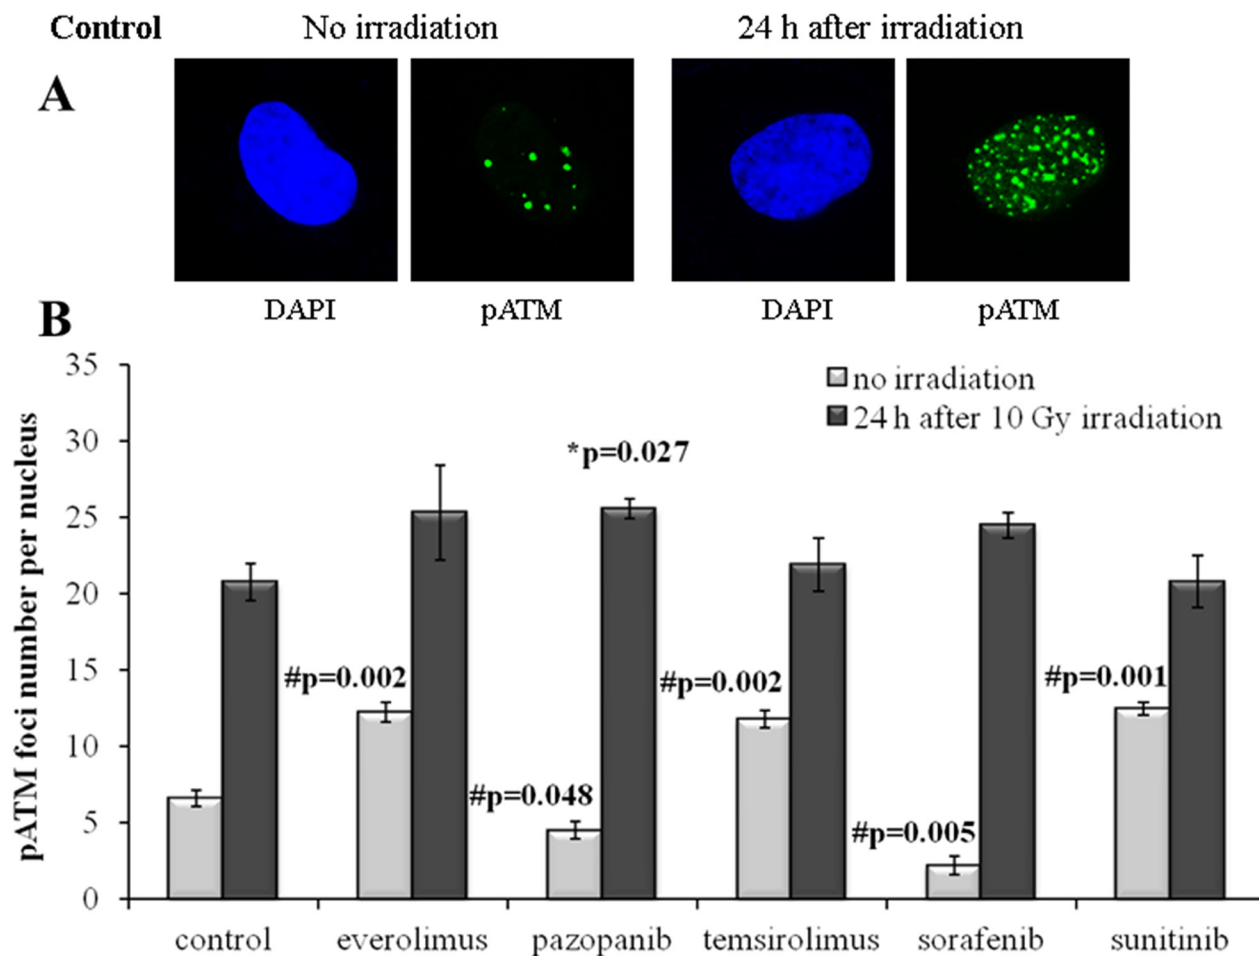 Control No irradiation 24 h after irradiation
A
DAPI pATM DAPI pATM
B
pATM foci number per nucleus
35
30
25
20
15
10
5
0
no irradiation
24 h after 10 Gy irradiation
*p=0.027
#p=0.002
#p=0.048
#p=0.002
#p=0.005
#p=0.001
control everolimus pazopanib temsirolimus sorafenib sunitinib